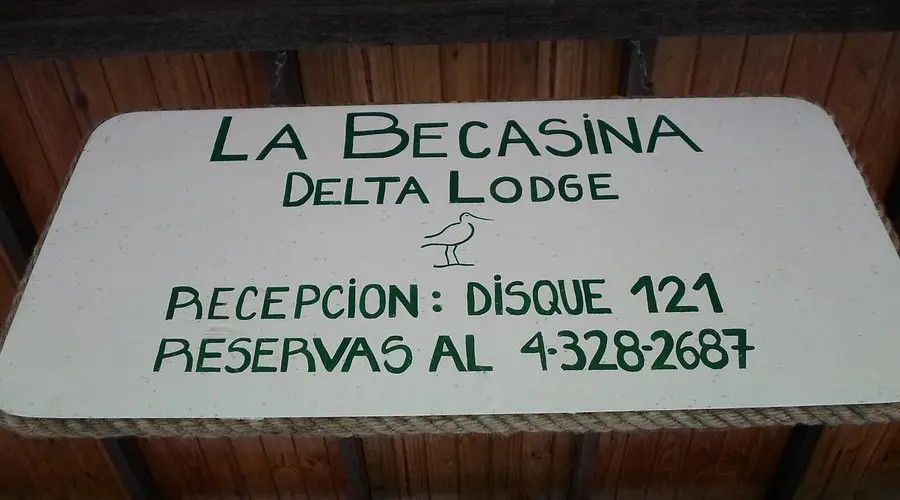 LA BECASiNA
DELTA LODGE
RECEPCiON: DiSQUE 121
RESERVAS AL 4-328-2687